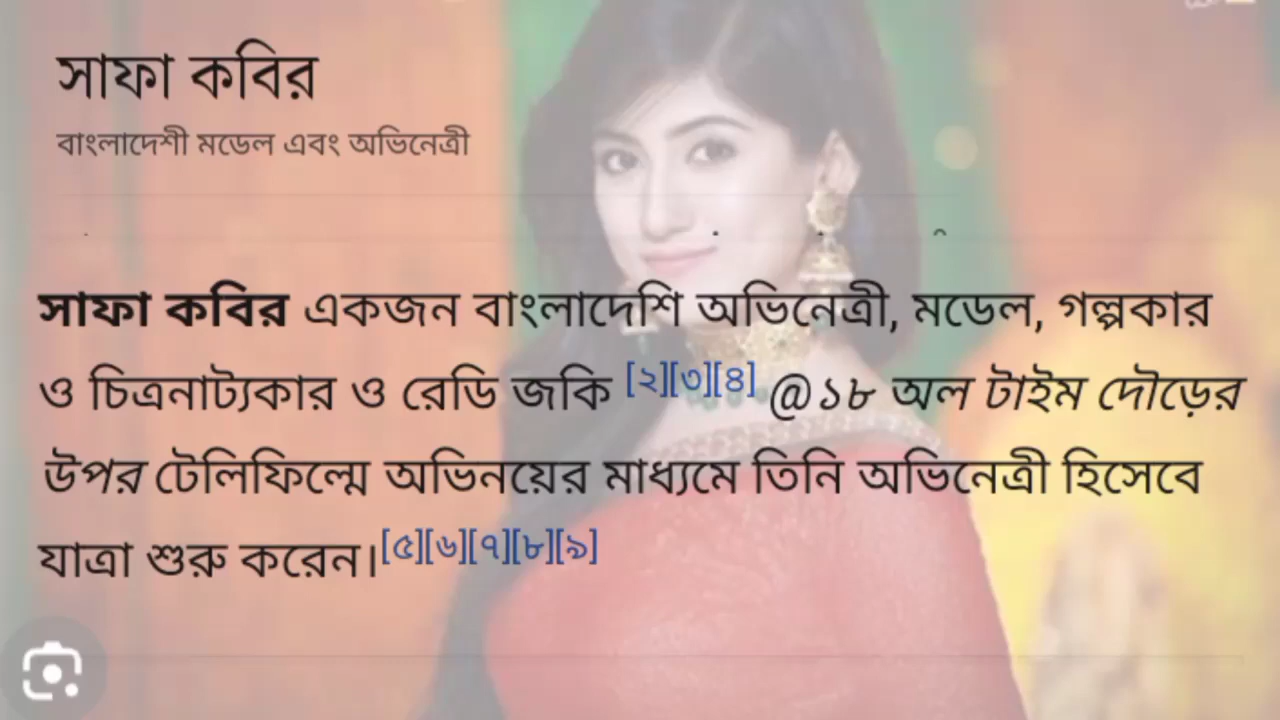 সাফা কবির
বাংলাদেশী মডেল এবং অভিনেত্রী
সাফা কবির একজন বাংলাদেশি অভিনেত্রী, মডেল, গল্পকার
ও চিত্রনাট্যকার ও রেডি জকি [২][৩][৪] @১৮ অল টাইম দৌড়ের
উপর টেলিফিল্মে অভিনয়ের মাধ্যমে তিনি অভিনেত্রী হিসেবে
যাত্রা শুরু করেন।[৫][৬][৭][৮][৯]